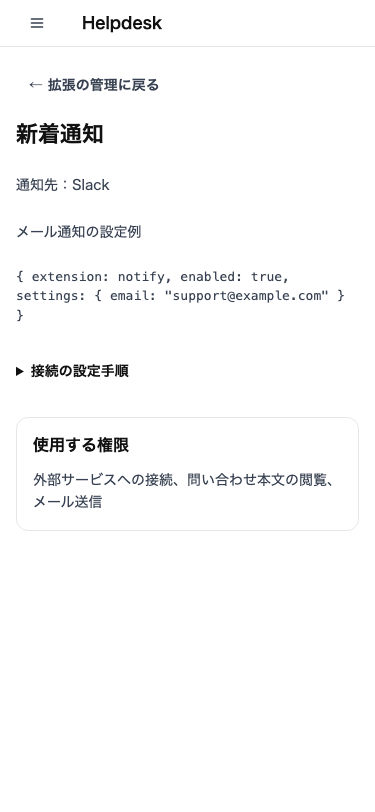 Helpdesk
← 拡張の管理に戻る
新着通知
通知先：Slack
メール通知の設定例
{ extension: notify, enabled: true,
settings: { email: "support@example.com" }
}
▶ 接続の設定手順
使用する権限
外部サービスへの接続、問い合わせ本文の閲覧、
メール送信